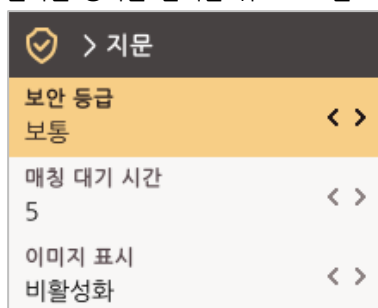 > 지문
보안 등급
보통
< >
매칭 대기 시간
5
< >
이미지 표시
비활성화
< >